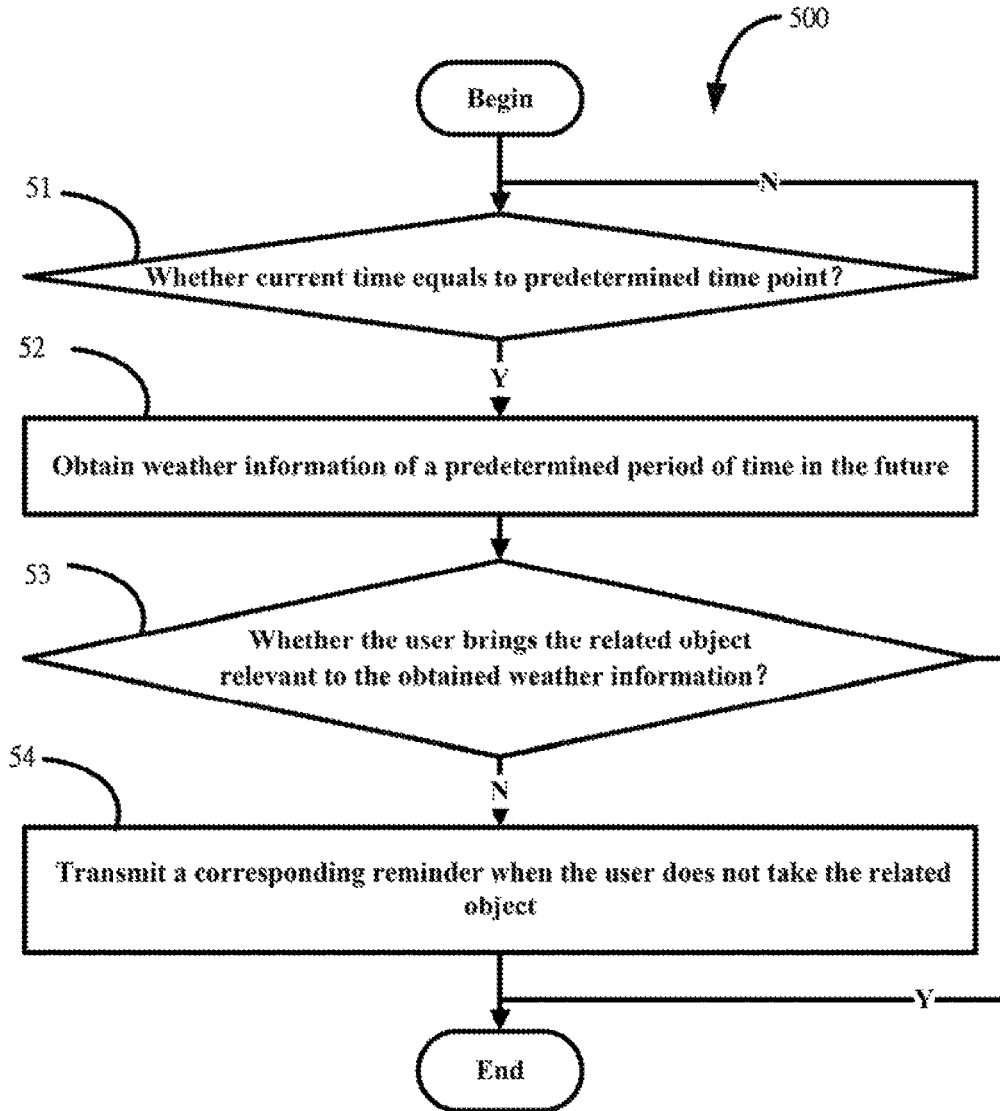 500
Begin
N
51
Whether current time equals to predetermined time point?
Y
52
Obtain weather information of a predetermined period of time in the future
53
Whether the user brings the related object
relevant to the obtained weather information?
N
54
Transmit a corresponding reminder when the user does not take the related
object
Y
End